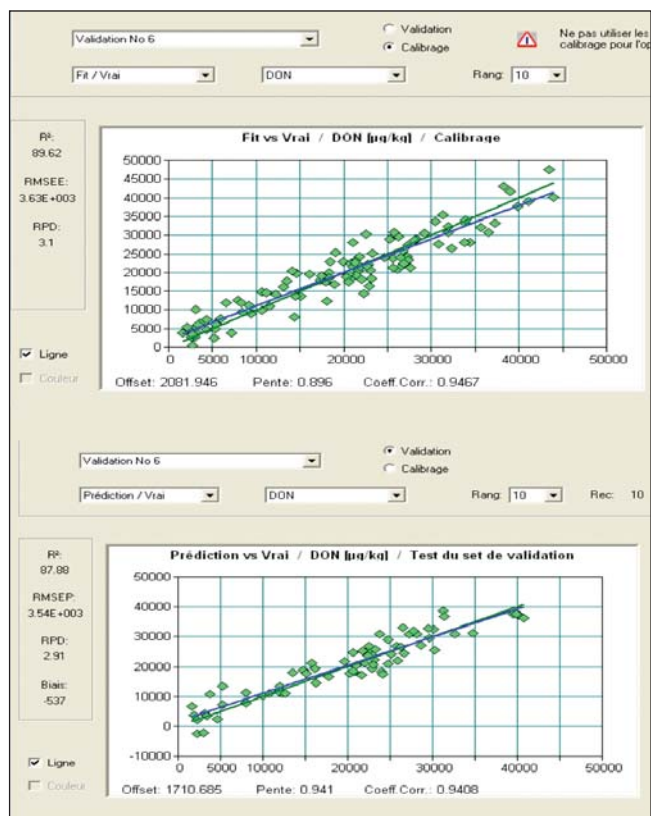 Validation No 6
Validation
Calibrage
Ne pas utiliser les
calibrage pour l'op
Fit / Vrai
DON
Rang: 10
R²:
89.62
RMSEE:
3.63E+003
RPD:
3.1
Fit vs Vrai / DON [µg/kg] / Calibrage
50000
45000
40000
35000
30000
25000
20000
15000
10000
5000
0
0 10000 20000 30000 40000 50000
Offset: 2081.946 Pente: 0.896 Coeff.Corr.: 0.9467
Ligne
Couleur
Validation No 6
Validation
Calibrage
Prédiction / Vrai
DON
Rang: 10
Rec: 10
R²:
87.88
RMSEP:
3.54E+003
RPD:
2.91
Biais:
-537
Prédiction vs Vrai / DON [µg/kg] / Test du set de validation
50000
40000
30000
20000
10000
0
-10000
0 5000 10000 20000 30000 40000 50000
Offset: 1710.685 Pente: 0.941 Coeff.Corr.: 0.9408
Ligne
Couleur